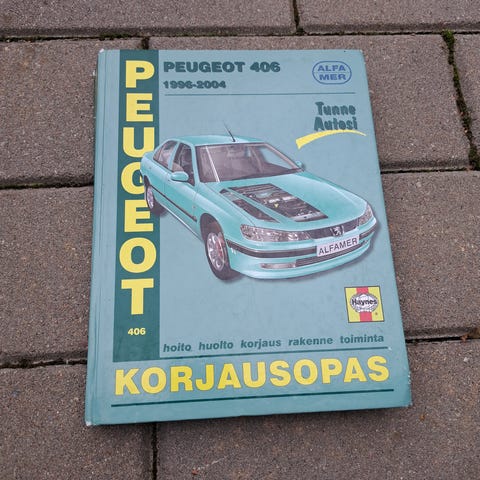 PEUGEOT
PEUGEOT 406
1996-2004
ALFA
MER
Tunne
Autosi
ALFAMER
Haynes
406
hoito huolto korjaus rakenne toiminta
KORJAUSOPAS